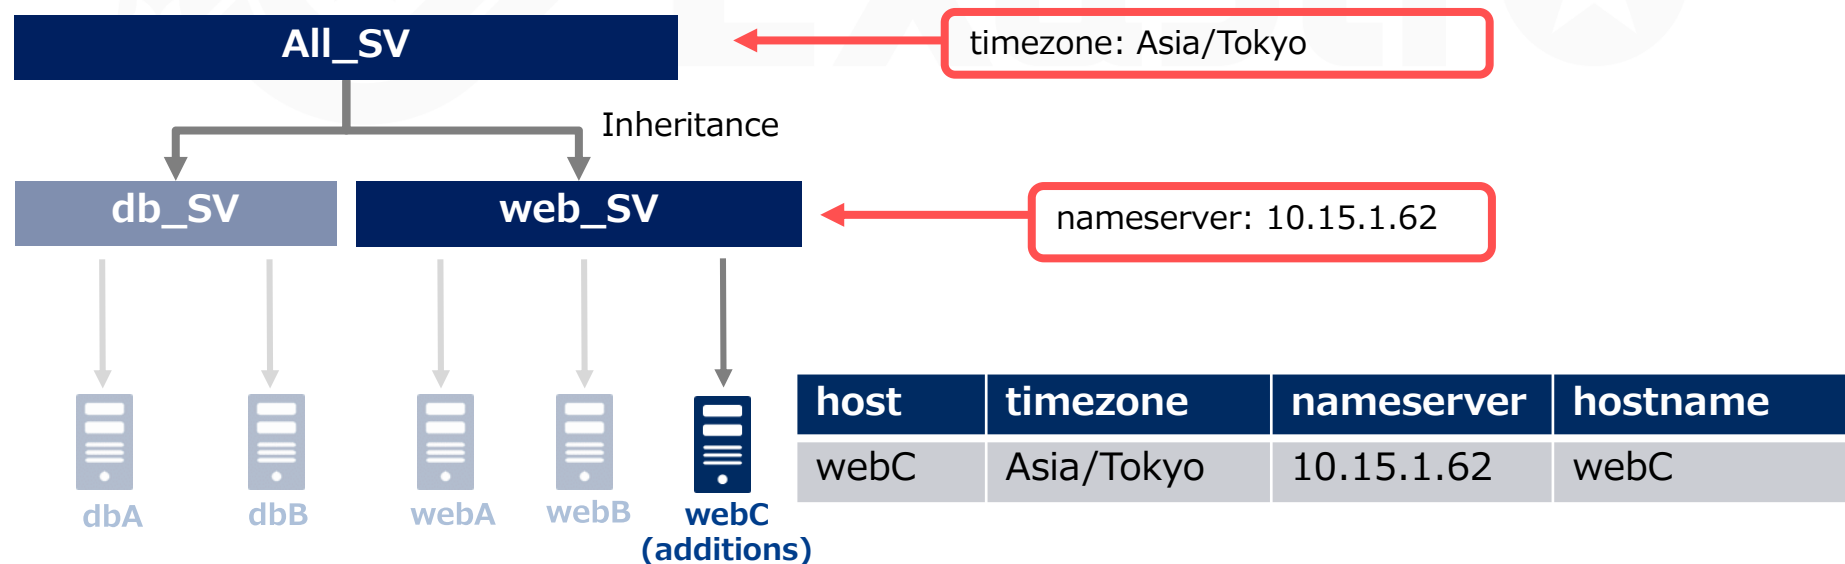 All_SV
timezone: Asia/Tokyo
Inheritance
db_SV
web_SV
nameserver: 10.15.1.62
host timezone nameserver hostname
webC Asia/Tokyo 10.15.1.62 webC
dbA dbB webA webB webC
(additions)